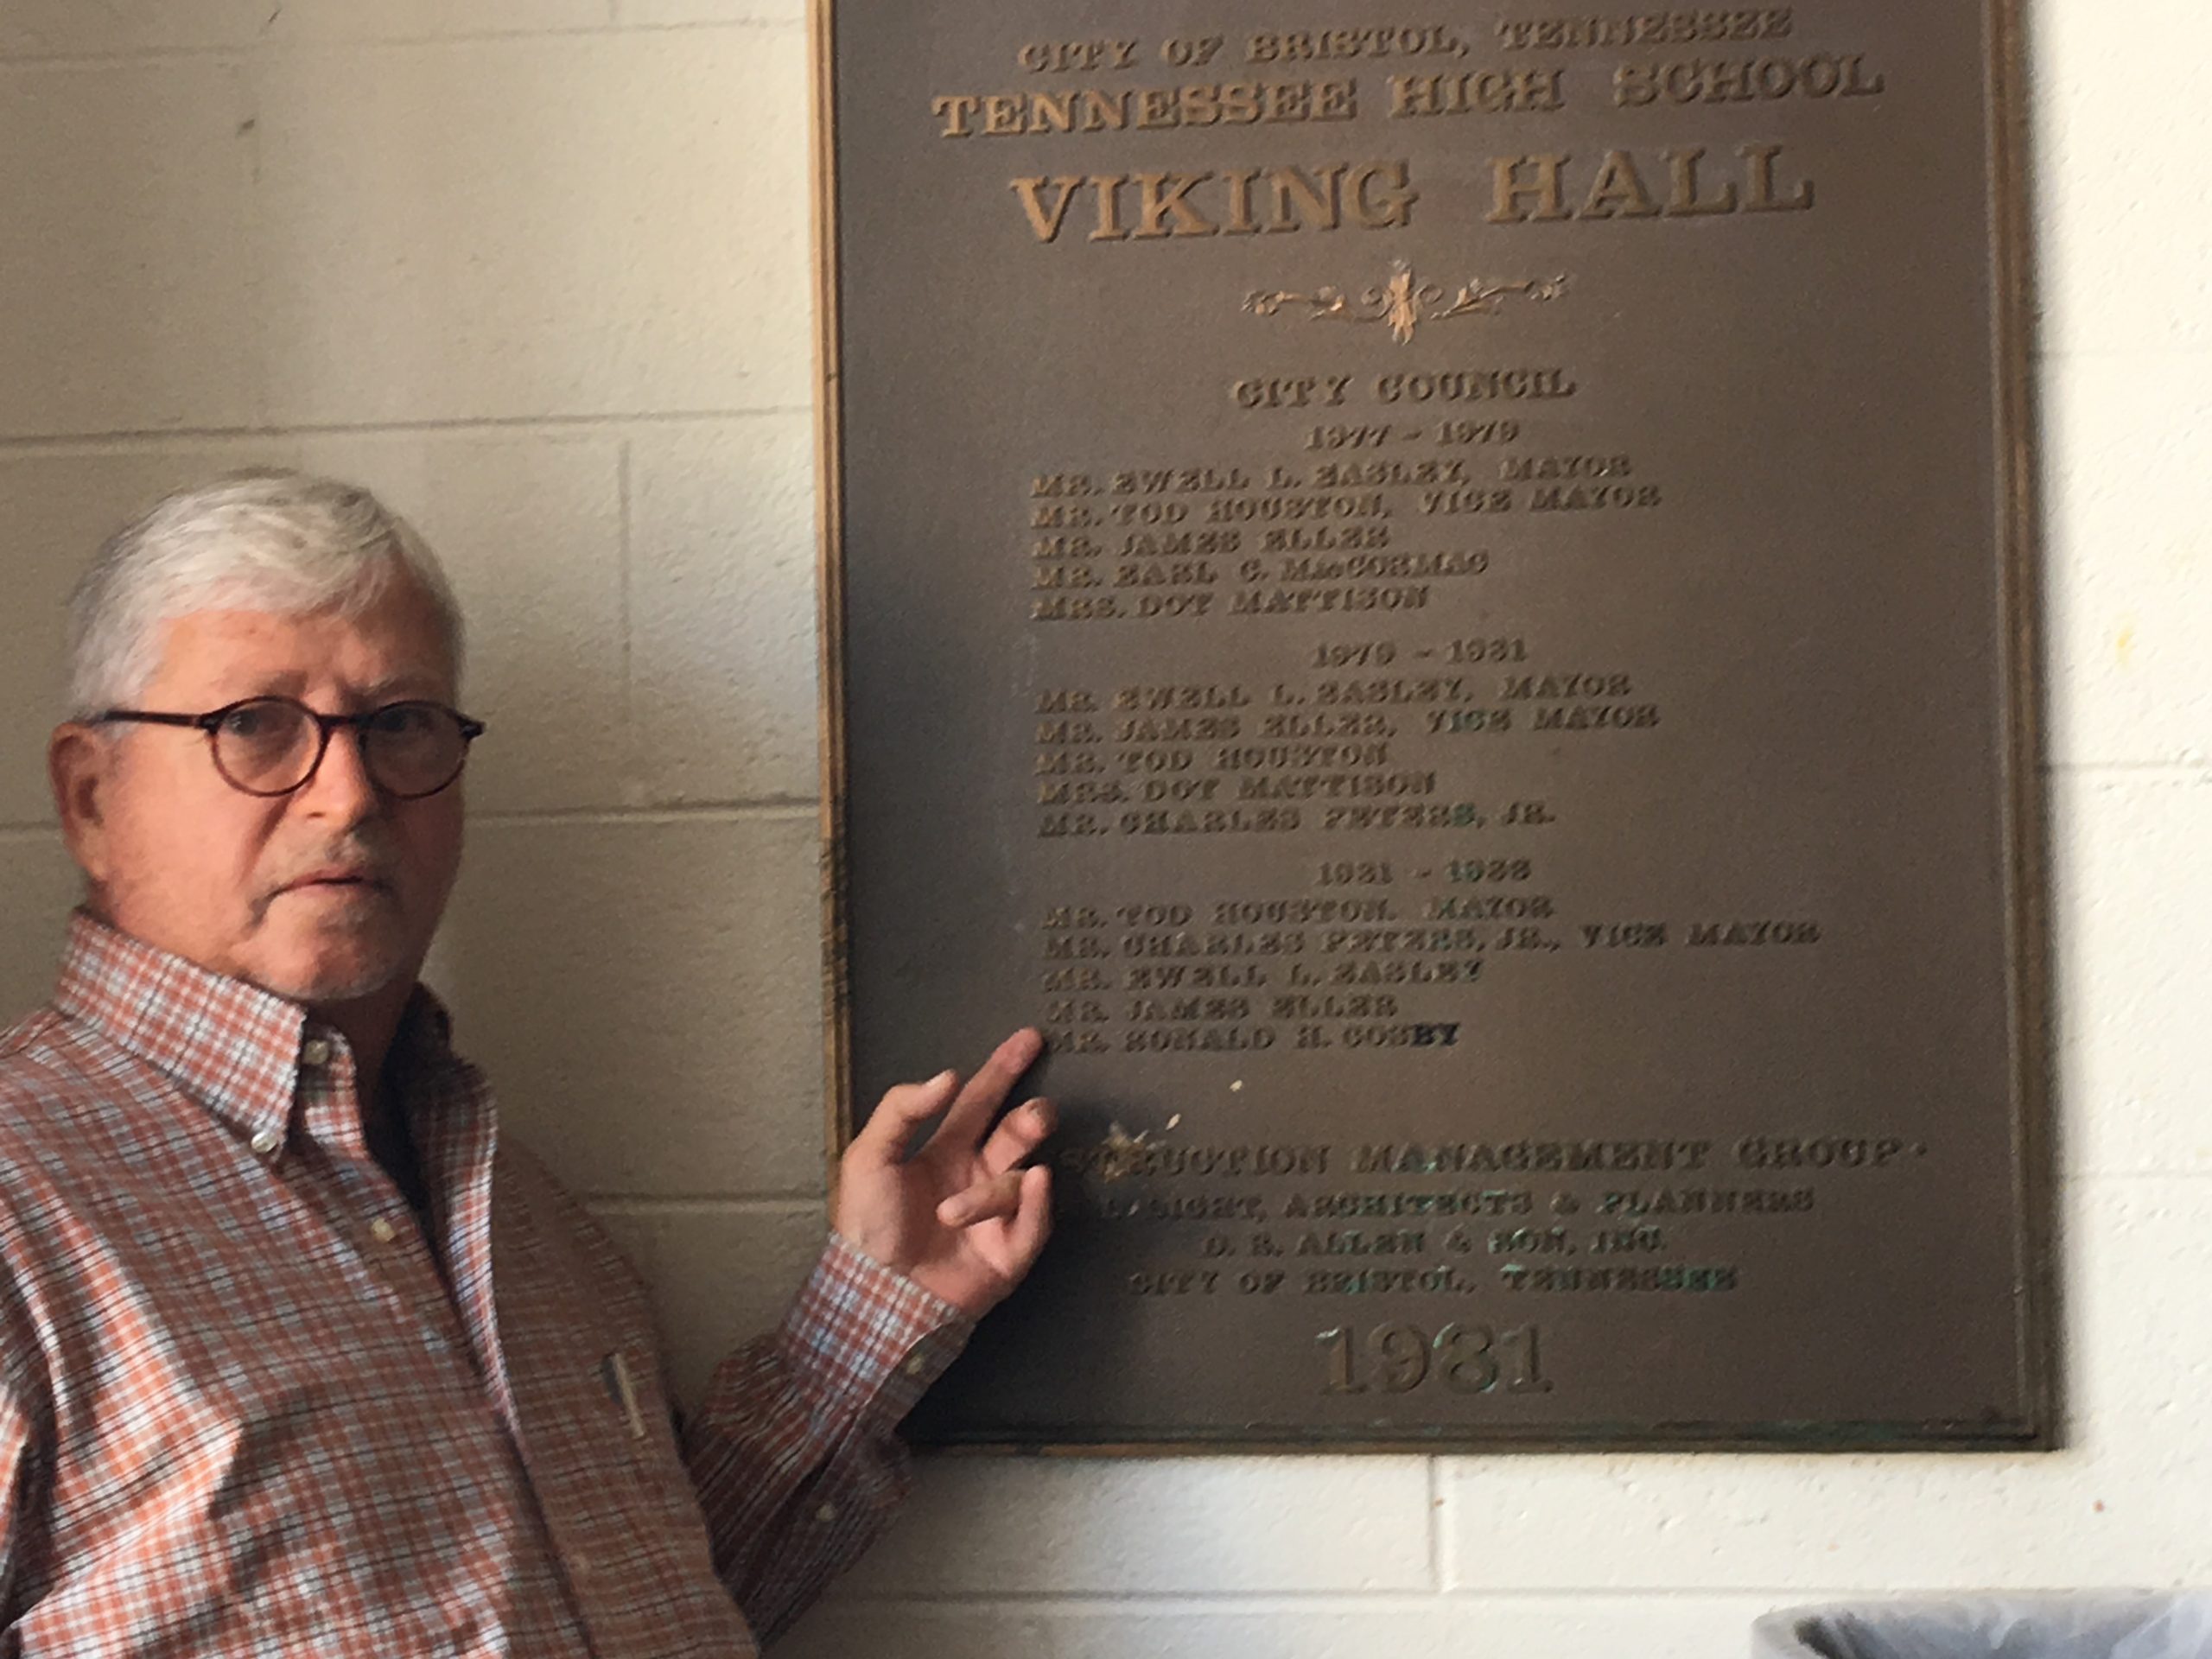 CITY OF BRISTOL, TENNESSEE
TENNESSEE HIGH SCHOOL
VIKING HALL
CITY COUNCIL
1977 - 1979
MR. EWELL L. EASLEY, MAYOR
MR. TOD HOUSTON, VICE MAYOR
MR. JAMES ELLER
MR. EARL C. MacCORMAC
MRS. DOT MATTISON
1979 - 1981
MR. EWELL L. EASLEY, MAYOR
MR. JAMES ELLER, VICE MAYOR
MR. TOD HOUSTON
MRS. DOT MATTISON
MR. CHARLES PETERS, JR.
1981 - 1983
MR. TOD HOUSTON, MAYOR
MR. CHARLES PETERS, JR., VICE MAYOR
MR. EWELL L. EASLEY
MR. JAMES ELLER
MR. RONALD H. COSBY
STRUCTION MANAGEMENT GROUP·
ARCHITECTS & PLANNERS
ALLEN & SON, INC.
CITY OF BRISTOL, TENNESSEE
1981